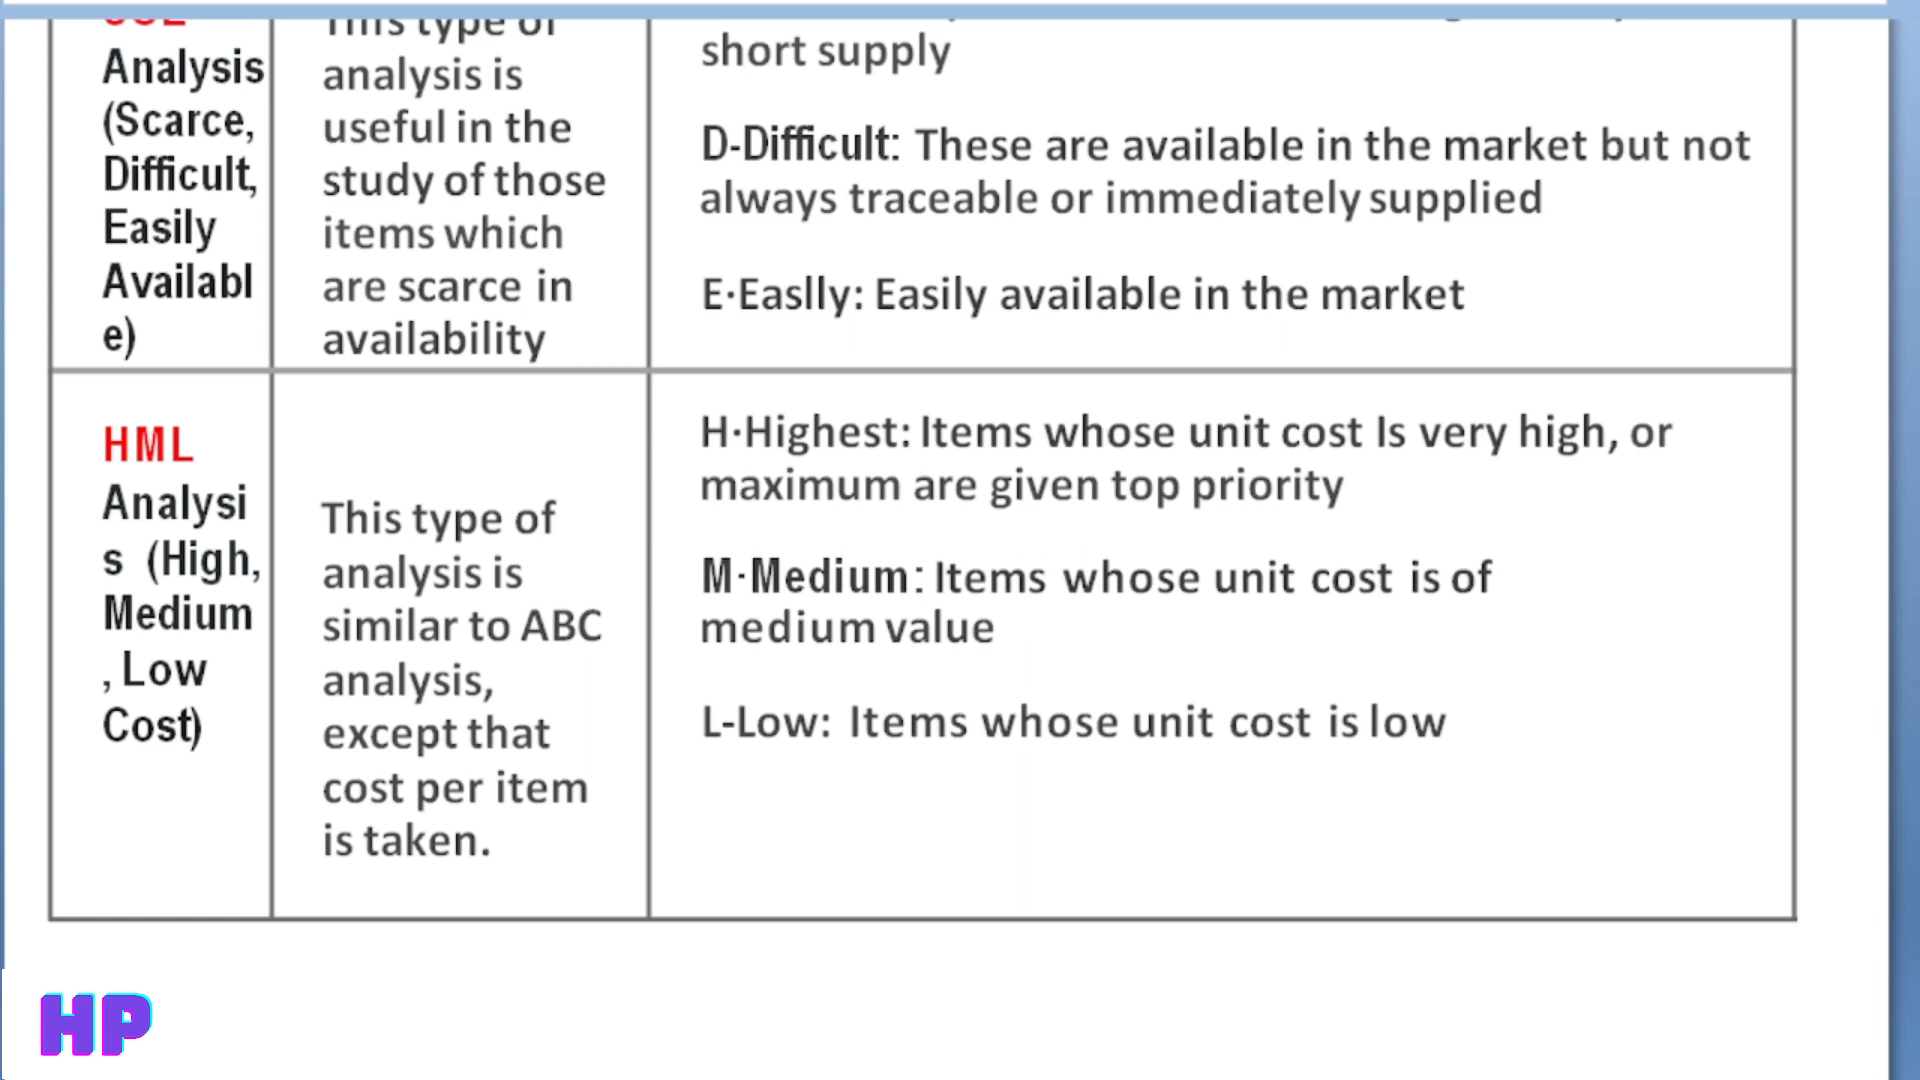 Analysis
(Scarce,
Difficult,
Easily
Availabl
e)
This type of
analysis is
useful in the
study of those
items which
are scarce in
availability
short supply
D-Difficult: These are available in the market but not
always traceable or immediately supplied
E·Easlly: Easily available in the market
HML
Analysi
s (High,
Medium
, Low
Cost)
This type of
analysis is
similar to ABC
analysis,
except that
cost per item
is taken.
H·Highest: Items whose unit cost Is very high, or
maximum are given top priority
M·Medium: Items whose unit cost is of
medium value
L-Low: Items whose unit cost is low
HP